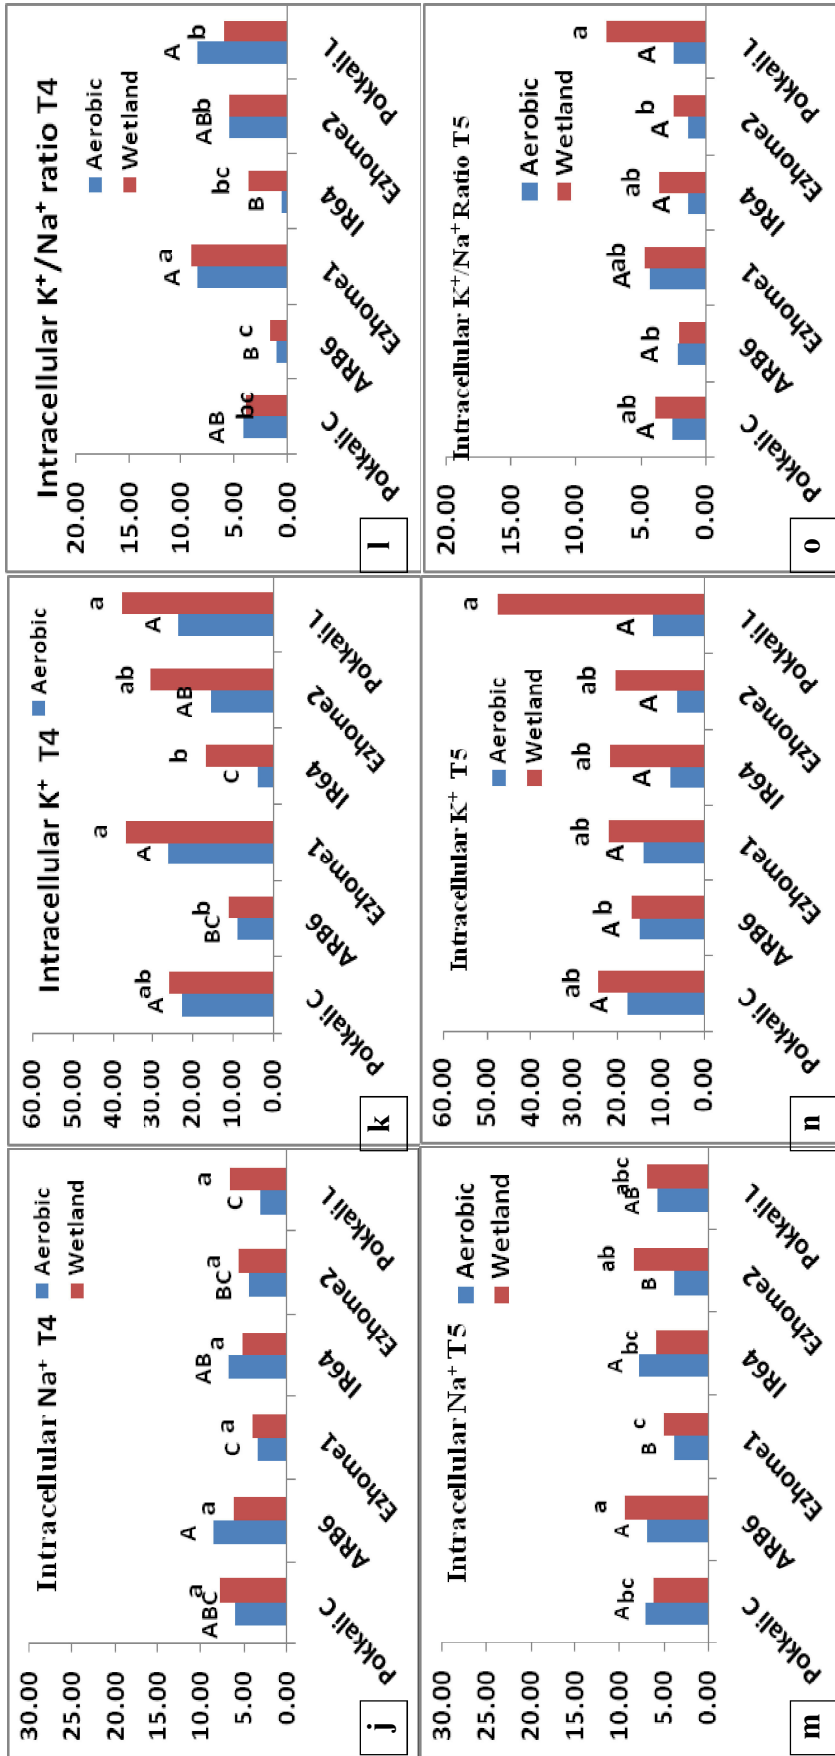 Intracellular Na⁺ T4
Aerobic
Wetland
30.00
25.00
20.00
15.00
10.00
5.00
0.00
ABC a
A a
C a
AB a
BC a
C a
Pokkali C
ARB6
Ezhome1
IR64
Ezhome2
Pokkali L
j
Intracellular K⁺ T4
Aerobic
60.00
50.00
40.00
30.00
20.00
10.00
0.00
A ab
BC b
A a
C b
AB ab
A a
Pokkali C
ARB6
Ezhome1
IR64
Ezhome2
Pokkali L
k
Intracellular K⁺/Na⁺ ratio T4
Aerobic
Wetland
20.00
15.00
10.00
5.00
0.00
AB bc
B c
A a
B bc
AB b
A b
Pokkali C
ARB6
Ezhome1
IR64
Ezhome2
Pokkali L
l
Intracellular Na⁺ T5
Aerobic
Wetland
30.00
25.00
20.00
15.00
10.00
5.00
0.00
A bc
A a
B c
A bc
B ab
AB abc
Pokkali C
ARB6
Ezhome1
IR64
Ezhome2
Pokkali L
m
Intracellular K⁺ T5
Aerobic
Wetland
60.00
50.00
40.00
30.00
20.00
10.00
0.00
A ab
A b
A ab
A ab
A ab
A a
Pokkali C
ARB6
Ezhome1
IR64
Ezhome2
Pokkali L
n
Intracellular K⁺/Na⁺ Ratio T5
Aerobic
Wetland
20.00
15.00
10.00
5.00
0.00
A ab
A b
A ab
A ab
A b
A a
Pokkali C
ARB6
Ezhome1
IR64
Ezhome2
Pokkali L
o